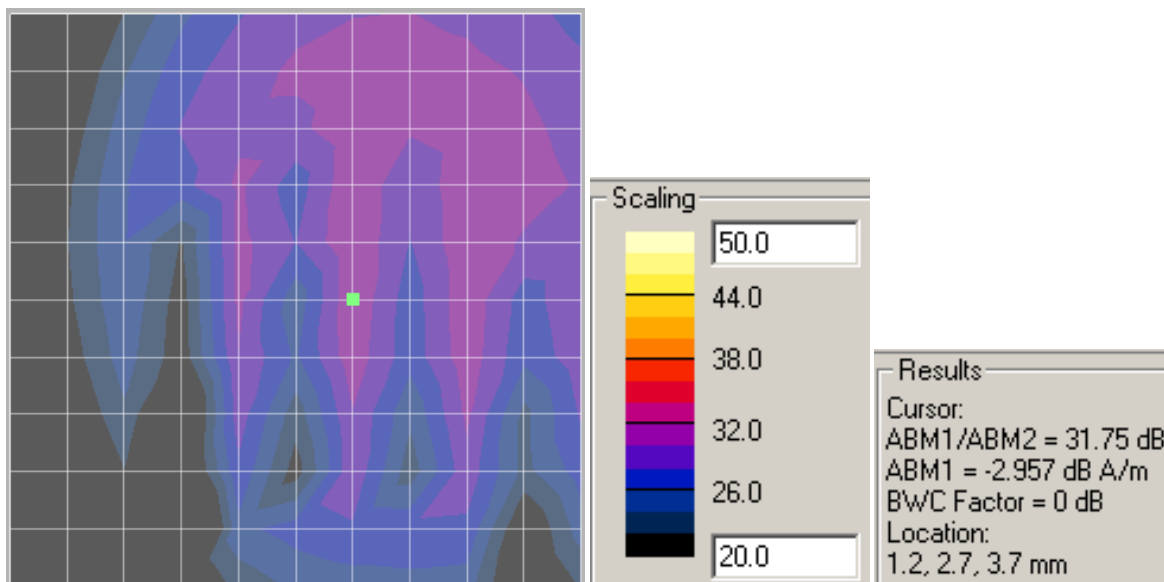 Scaling
50.0
44.0
38.0
32.0
26.0
20.0
Results
Cursor:
ABM1/ABM2 = 31.75 dB
ABM1 = -2.957 dB A/m
BWC Factor = 0 dB
Location:
1.2, 2.7, 3.7 mm